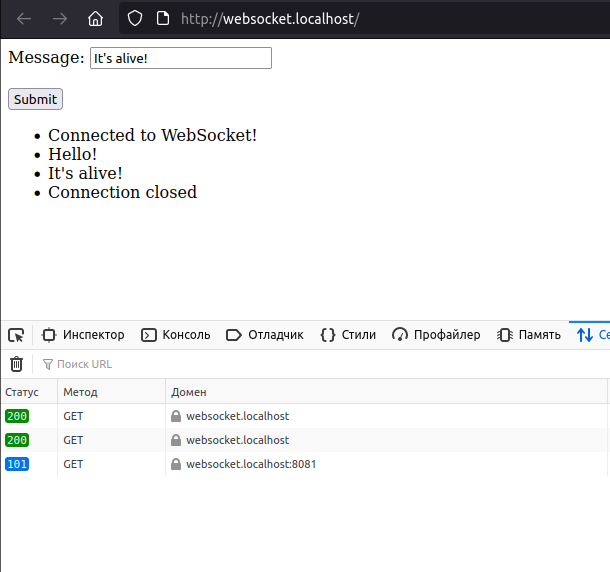 http://websocket.localhost/
Message: It's alive!
Submit
Connected to WebSocket!
Hello!
It's alive!
Connection closed
Инспектор Консоль Отладчик Стили Профайлер Память
Поиск URL
Статус Метод Домен
200 GET websocket.localhost
200 GET websocket.localhost
101 GET websocket.localhost:8081